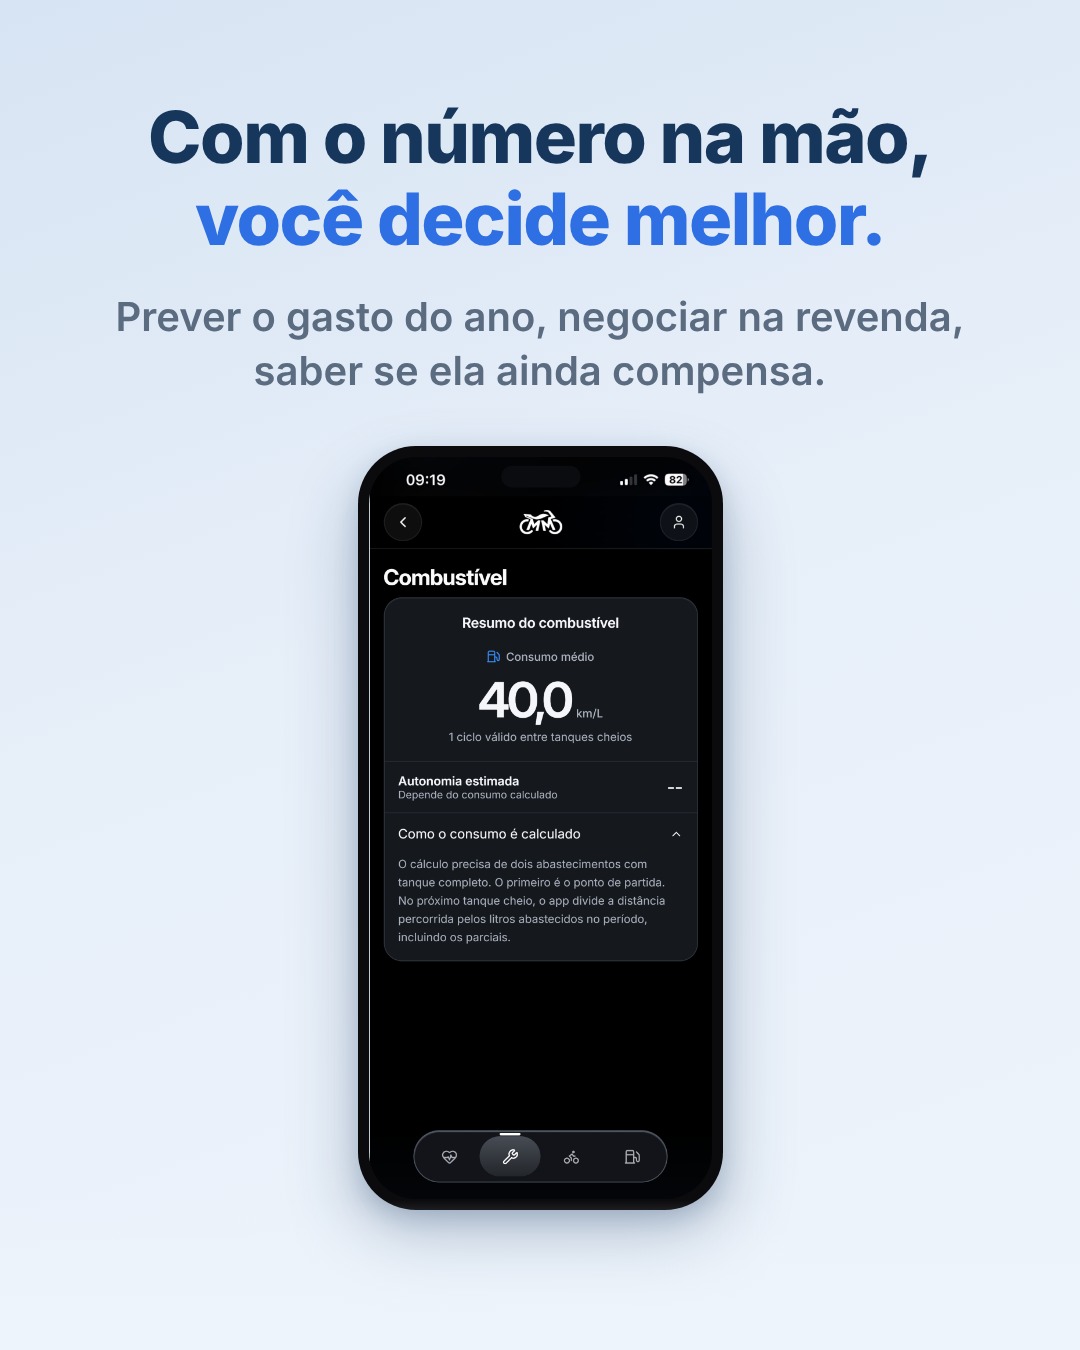 Com o número na mão,
você decide melhor.
Prever o gasto do ano, negociar na revenda,
saber se ela ainda compensa.
09:19
82
MM
Combustível
Resumo do combustível
Consumo médio
40,0 km/L
1 ciclo válido entre tanques cheios
Autonomia estimada
Depende do consumo calculado
--
Como o consumo é calculado
O cálculo precisa de dois abastecimentos com
tanque completo. O primeiro é o ponto de partida.
No próximo tanque cheio, o app divide a distância
percorrida pelos litros abastecidos no período,
incluindo os parciais.